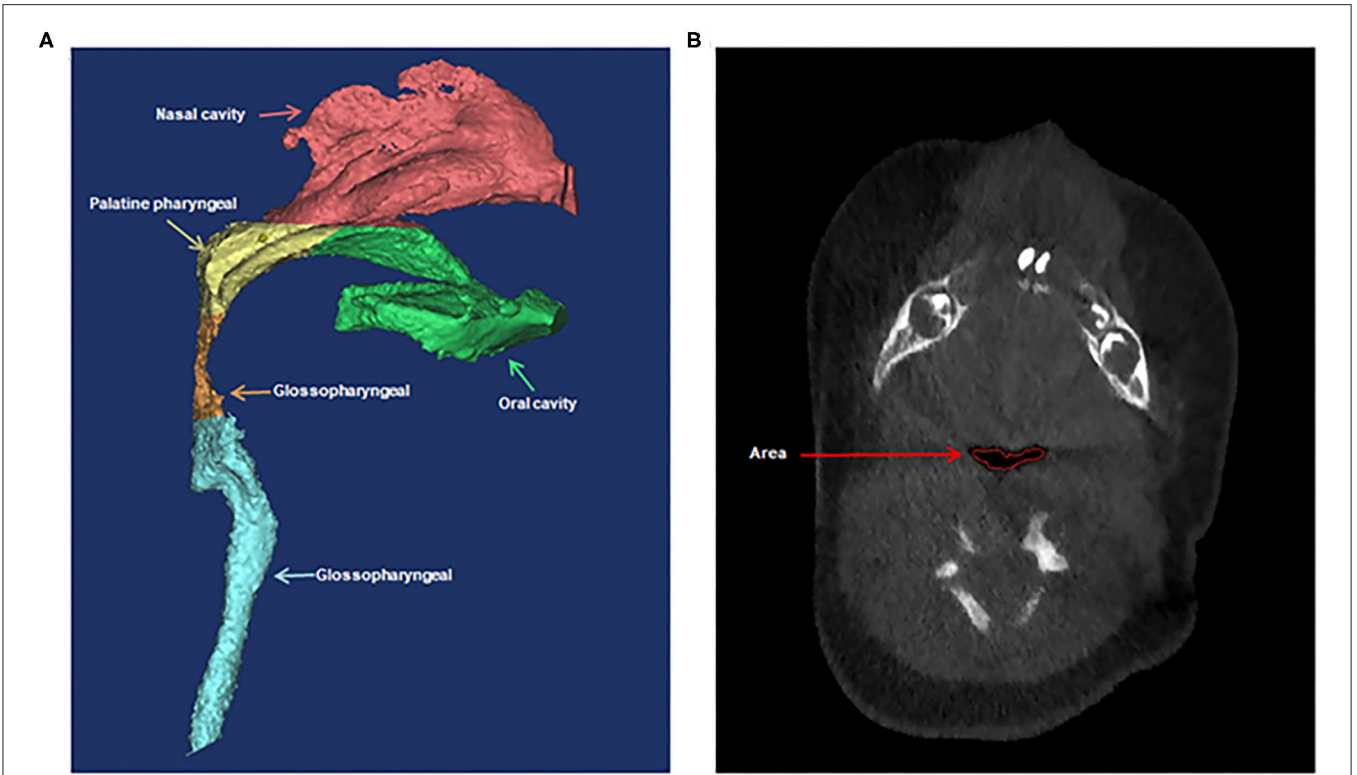 A
B
Nasal cavity
Palatine pharyngeal
Glossopharyngeal
Oral cavity
Area
Glossopharyngeal